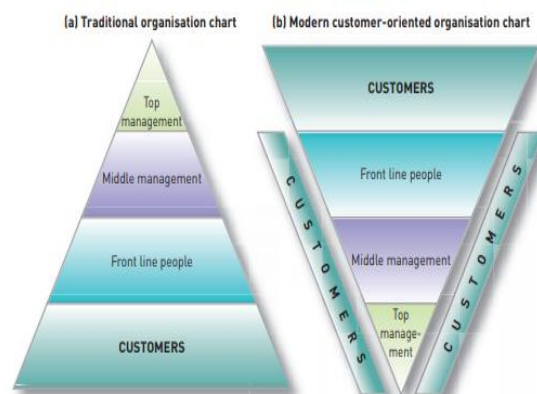 (a) Traditional organisation chart
Top
management
Middle management
Front line people
CUSTOMERS
(b) Modern customer-oriented organisation chart
CUSTOMERS
Front line people
Middle management
Top
manage-
ment
CUSTOMERS
CUSTOMERS